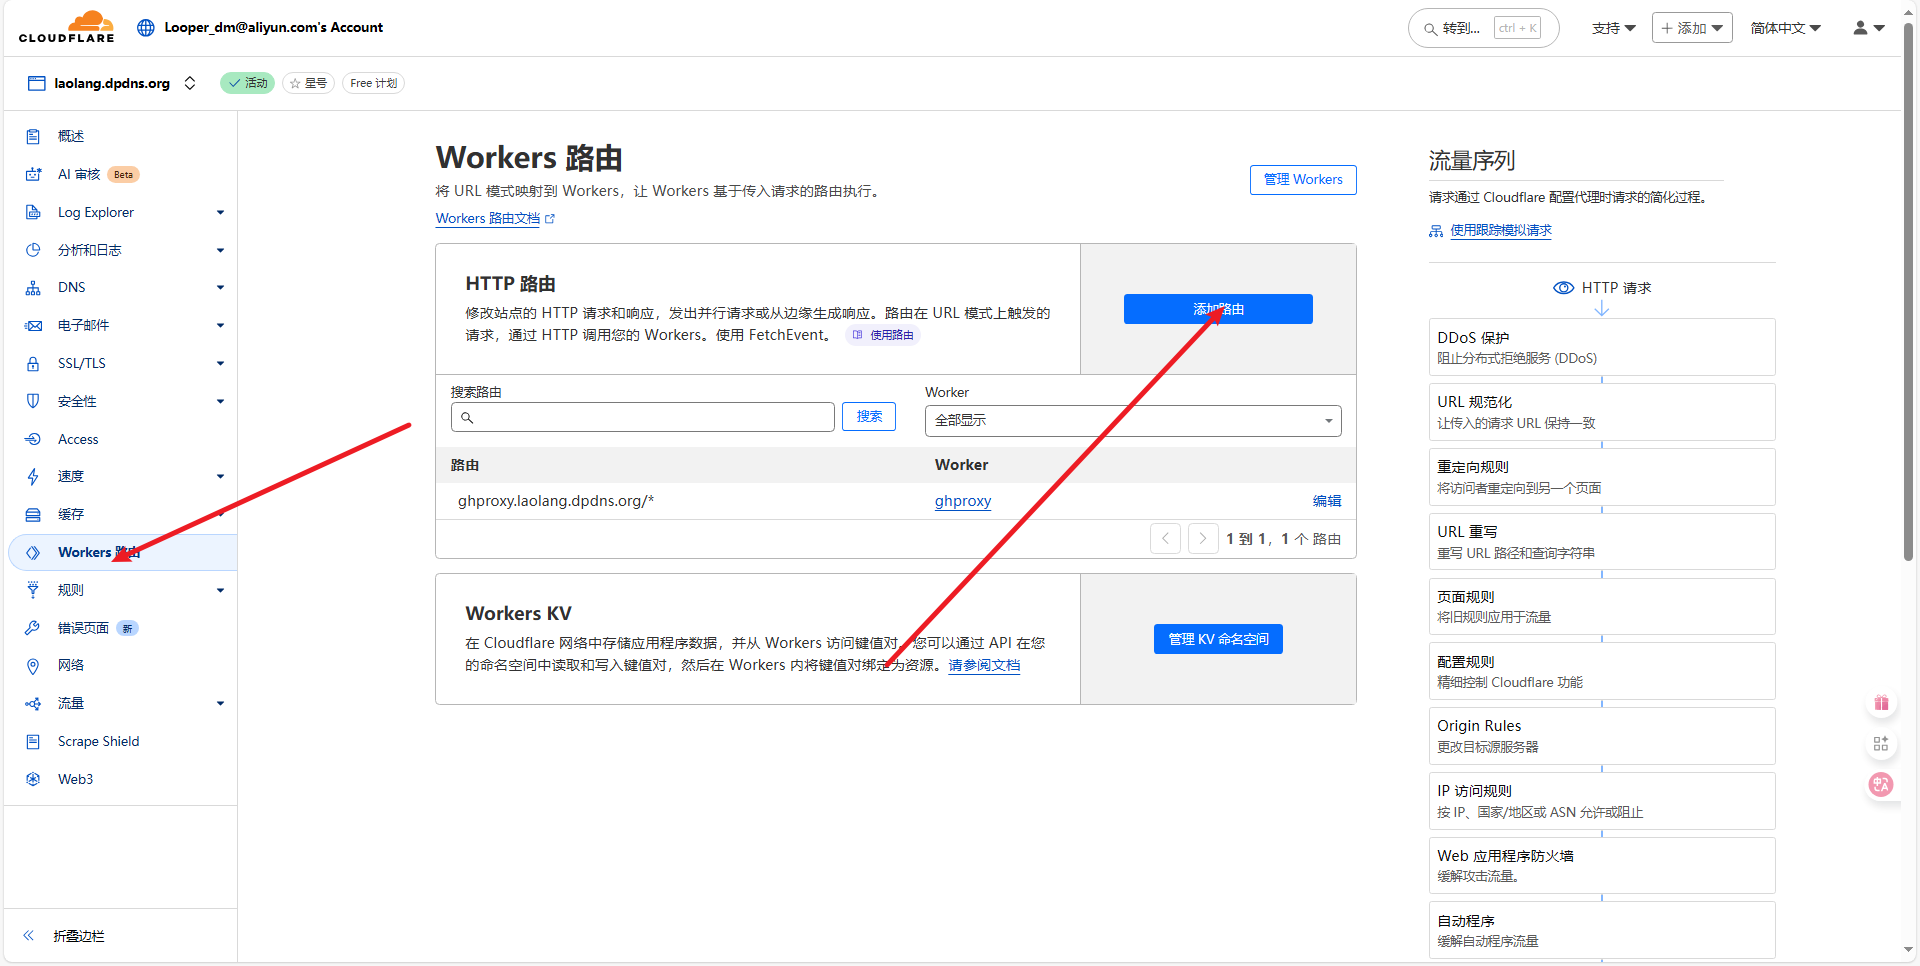 CLOUDFLARE
Looper_dm@aliyun.com's Account
转到...
ctrl + K
支持
添加
简体中文
laolang.dpdns.org
活动
星号
Free 计划
概述
AI 审核
Beta
Log Explorer
分析和日志
DNS
电子邮件
SSL/TLS
安全性
Access
速度
缓存
Workers 路由
规则
错误页面
新
网络
流量
Scrape Shield
Web3
折叠边栏
Workers 路由
将 URL 模式映射到 Workers，让 Workers 基于传入请求的路由执行。
Workers 路由文档
管理 Workers
HTTP 路由
修改站点的 HTTP 请求和响应，发出并行请求或从边缘生成响应。路由在 URL 模式上触发的
请求，通过 HTTP 调用您的 Workers。使用 FetchEvent。
使用路由
添加路由
搜索路由
搜索
Worker
全部显示
路由
Worker
ghproxy.laolang.dpdns.org/*
ghproxy
编辑
1 到 1，1 个 路由
Workers KV
在 Cloudflare 网络中存储应用程序数据，并从 Workers 访问键值对。您可以通过 API 在您
的命名空间中读取和写入键值对，然后在 Workers 内将键值对绑定为资源。请参阅文档
管理 KV 命名空间
流量序列
请求通过 Cloudflare 配置代理时请求的简化过程。
使用跟踪模拟请求
HTTP 请求
DDoS 保护
阻止分布式拒绝服务 (DDoS)
URL 规范化
让传入的请求 URL 保持一致
重定向规则
将访问者重定向到另一个页面
URL 重写
重写 URL 路径和查询字符串
页面规则
将旧规则应用于流量
配置规则
精细控制 Cloudflare 功能
Origin Rules
更改目标源服务器
IP 访问规则
按 IP、国家/地区或 ASN 允许或阻止
Web 应用程序防火墙
缓解攻击流量。
自动程序
缓解自动程序流量